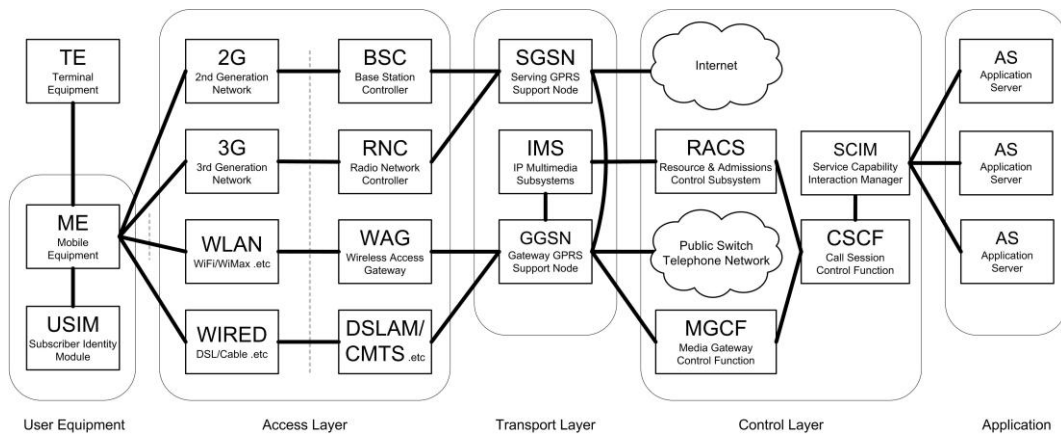 TE
Terminal
Equipment
ME
Mobile
Equipment
USIM
Subscriber Identity
Module
2G
2nd Generation
Network
3G
3rd Generation
Network
WLAN
WiFi/WiMax .etc
WIRED
DSL/Cable .etc
BSC
Base Station
Controller
RNC
Radio Network
Controller
WAG
Wireless Access
Gateway
DSLAM/
CMTS .etc
SGSN
Serving GPRS
Support Node
IMS
IP Multimedia
Subsystems
GGSN
Gateway GPRS
Support Node
Internet
RACS
Resource & Admissions
Control Subsystem
Public Switch
Telephone Network
MGCF
Media Gateway
Control Function
SCIM
Service Capability
Interaction Manager
CSCF
Call Session
Control Function
AS
Application
Server
AS
Application
Server
AS
Application
Server
User Equipment
Access Layer
Transport Layer
Control Layer
Application